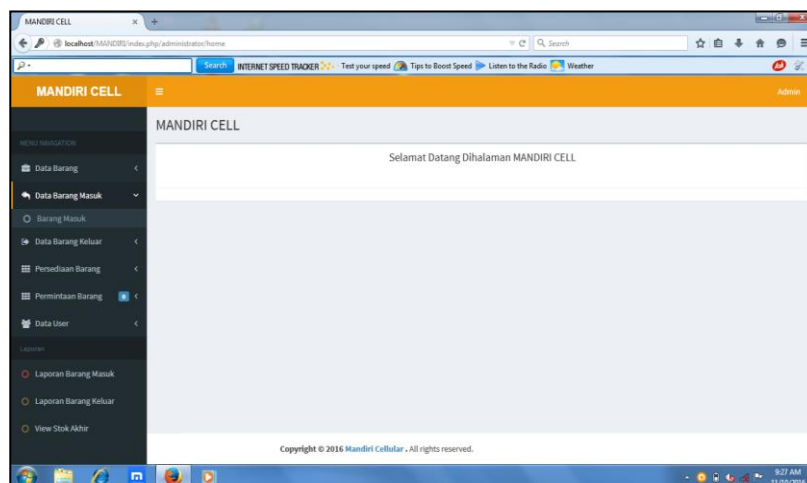 MANDIRI CELL
localhost/MANDIRI/index.php/administrator/home
Search
Search INTERNET SPEED TRACKER Test your speed Tips to Boost Speed Listen to the Radio Weather
MANDIRI CELL
Admin
MANDIRI CELL
MENU NAVIGATION
Selamat Datang Dihalaman MANDIRI CELL
Data Barang
Data Barang Masuk
Barang Masuk
Data Barang Keluar
Persediaan Barang
Permintaan Barang
Data User
Laporan
Laporan Barang Masuk
Laporan Barang Keluar
View Stok Akhir
Copyright © 2016 Mandiri Cellular . All rights reserved.
9:27 AM